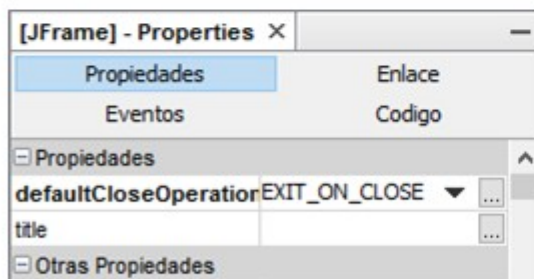 [JFrame] - Properties ×
Propiedades Enlace
Eventos Codigo
Propiedades
defaultCloseOperation EXIT_ON_CLOSE ...
title ...
Otras Propiedades